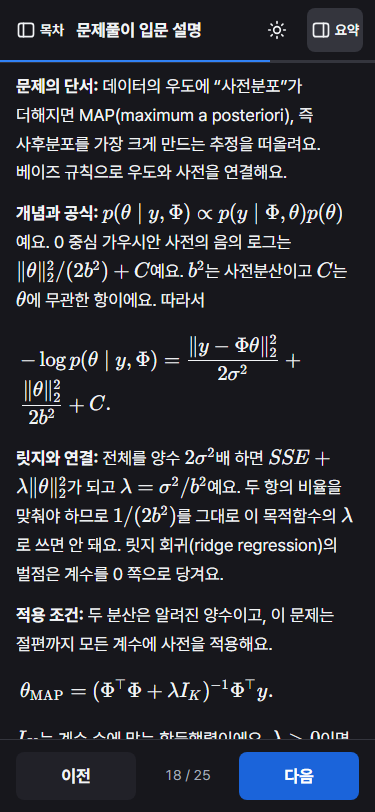 목차 문제풀이 입문 설명 요약
문제의 단서: 데이터의 우도에 “사전분포”가
더해지면 MAP(maximum a posteriori), 즉
사후분포를 가장 크게 만드는 추정을 떠올려요.
베이즈 규칙으로 우도와 사전을 연결해요.
개념과 공식: p(θ ∣ y, Φ) ∝ p(y ∣ Φ, θ)p(θ)
예요. 0 중심 가우시안 사전의 음의 로그는
‖θ‖₂²/(2b²) + C예요. b²는 사전분산이고 C는
θ에 무관한 항이에요. 따라서
− log p(θ ∣ y, Φ) = ‖y − Φθ‖₂² / 2σ² +
‖θ‖₂² / 2b² + C.
릿지와 연결: 전체를 양수 2σ²배 하면 SSE +
λ‖θ‖₂²가 되고 λ = σ²/b²예요. 두 항의 비율을
맞춰야 하므로 1/(2b²)를 그대로 이 목적함수의 λ
로 쓰면 안 돼요. 릿지 회귀(ridge regression)의
벌점은 계수를 0 쪽으로 당겨요.
적용 조건: 두 분산은 알려진 양수이고, 이 문제는
절편까지 모든 계수에 사전을 적용해요.
θ_MAP = (Φ^⊤Φ + λI_K)⁻¹Φ^⊤y.
이전 18 / 25 다음